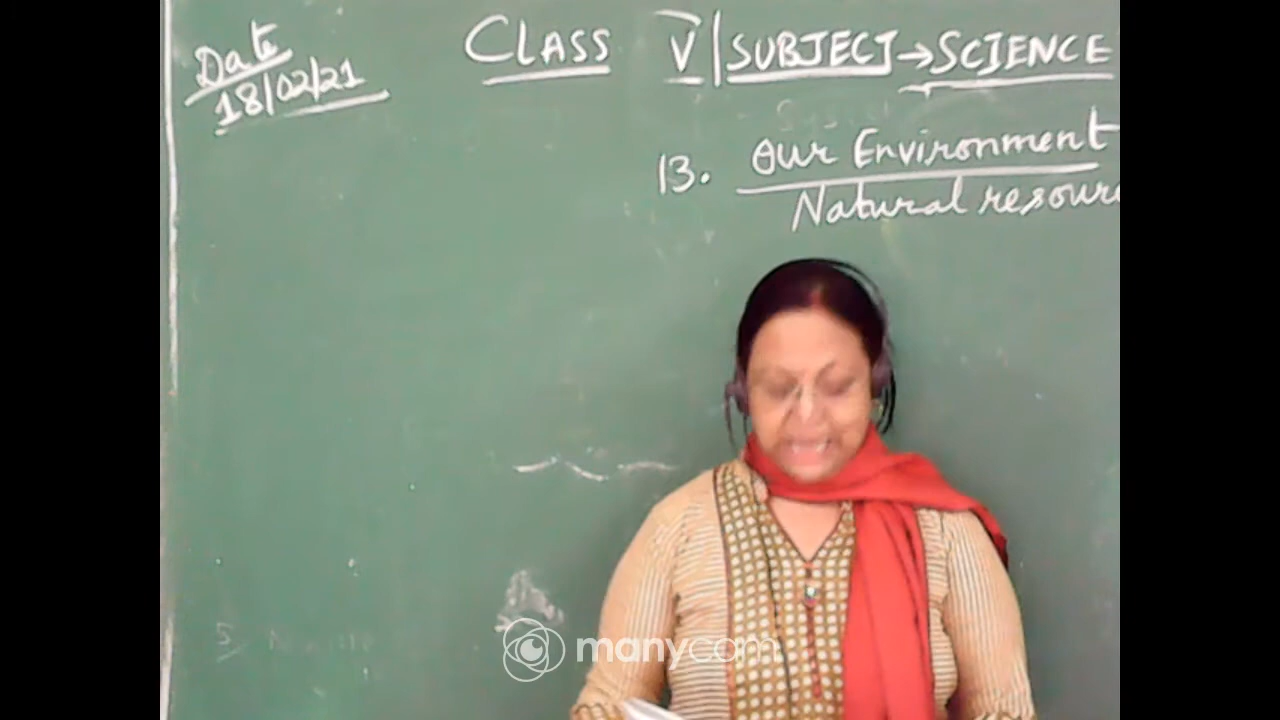 Date
18/02/21
CLASS V | SUBJECT → SCIENCE
13. Our Environment
Natural resour
manycam